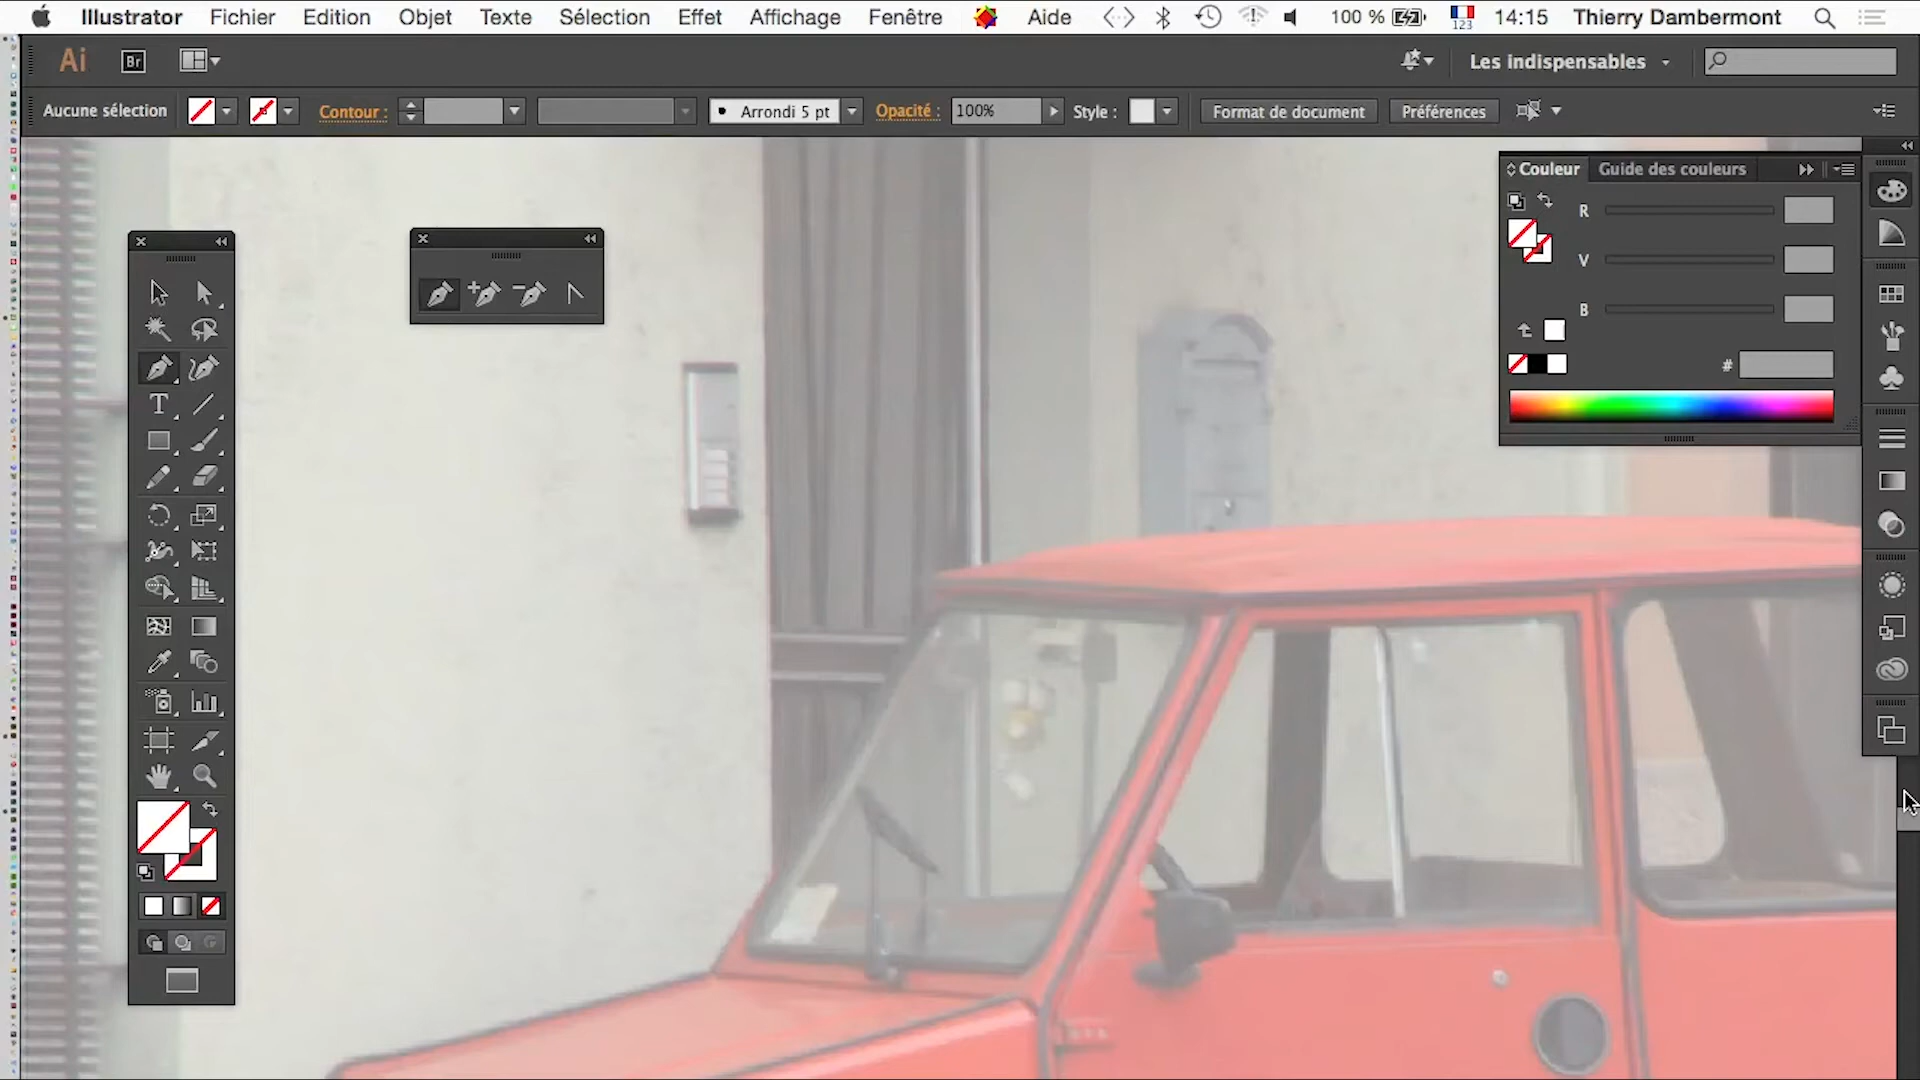 Illustrator Fichier Edition Objet Texte Sélection Effet Affichage Fenêtre Aide 100 % 123 14:15 Thierry Dambermont
Ai Br Les indispensables
Aucune sélection Contour : Arrondi 5 pt Opacité : 100% Style : Format de document Préférences
Couleur Guide des couleurs
R
V
B
#
T